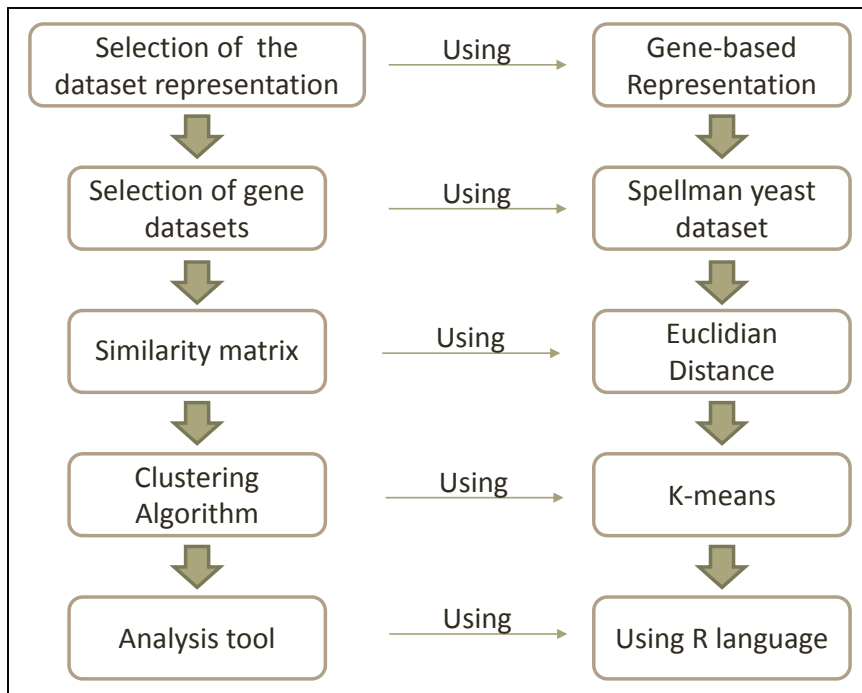 Selection of the
dataset representation
Using
Gene-based
Representation
Selection of gene
datasets
Using
Spellman yeast
dataset
Similarity matrix
Using
Euclidian
Distance
Clustering
Algorithm
Using
K-means
Analysis tool
Using
Using R language